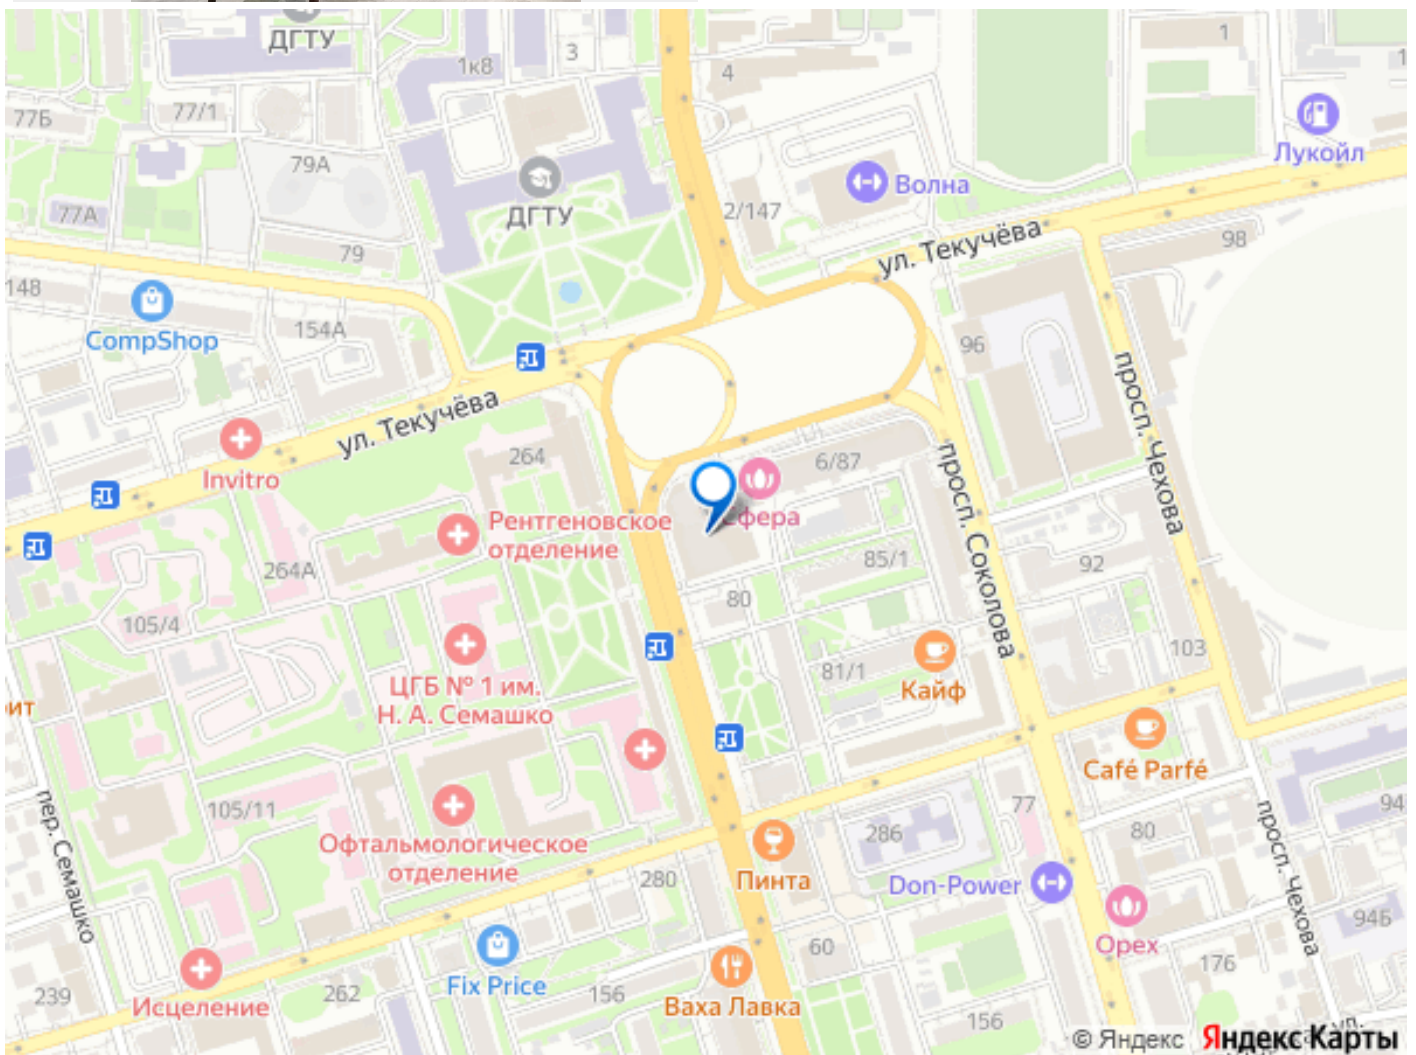 ДГТУ
1к8
3
4
1
1
77Б
77/1
79А
ДГТУ
Волна
Лукойл
77А
2/147
79
ул. Текучёва
98
148
CompShop
154А
96
просп. Чехова
ул. Текучёва
264
6/87
Invitro
Сфера
просп. Соколова
Рентгеновское
отделение
264А
85/1
92
105/4
80
103
81/1
Кайф
ЦГБ № 1 им.
Н. А. Семашко
рит
Café Parfé
пер. Семашко
105/11
77
80
94
просп. Чехова
286
Офтальмологическое
отделение
Пинта
280
Don-Power
94Б
Орех
60
176
Fix Price
239
Исцеление
262
156
Ваха Лавка
156
ул.
© Яндекс Яндекс Карты